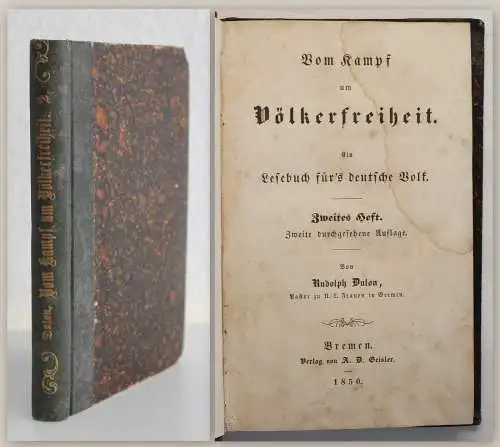 Dulon, Vom Kampf um Völkerfreiheit. 2.
Vom Kampf
um
Völkerfreiheit.
Ein
Lesebuch für's deutsche Volk.
Zweites Heft.
Zweite durchgesehene Auflage.
Von
Rudolph Dulon,
Pastor zu U. L. Frauen in Bremen.
Bremen.
Verlag von A. D. Geisler.
1850.